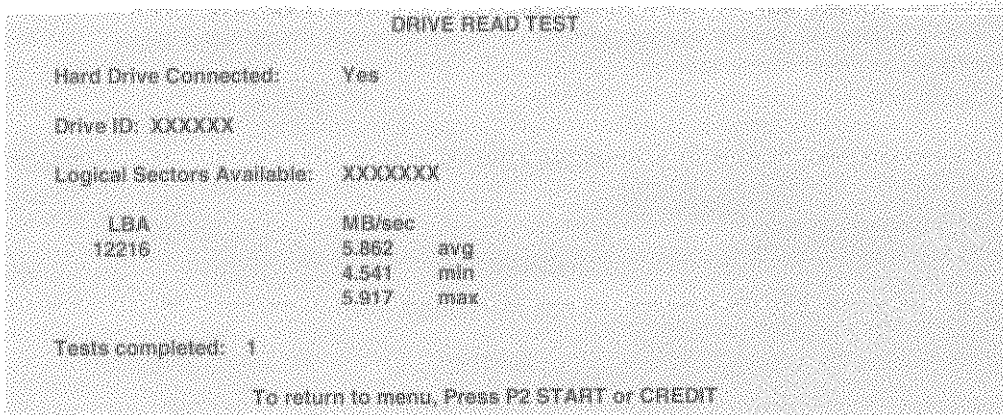 DRIVE READ TEST
Hard Drive Connected: Yes
Drive ID: XXXXXX
Logical Sectors Available: XXXXXXX
LBA MB/sec
12216 5.862 avg
4.541 min
5.917 max
Tests completed: 1
To return to menu, Press P2 START or CREDIT